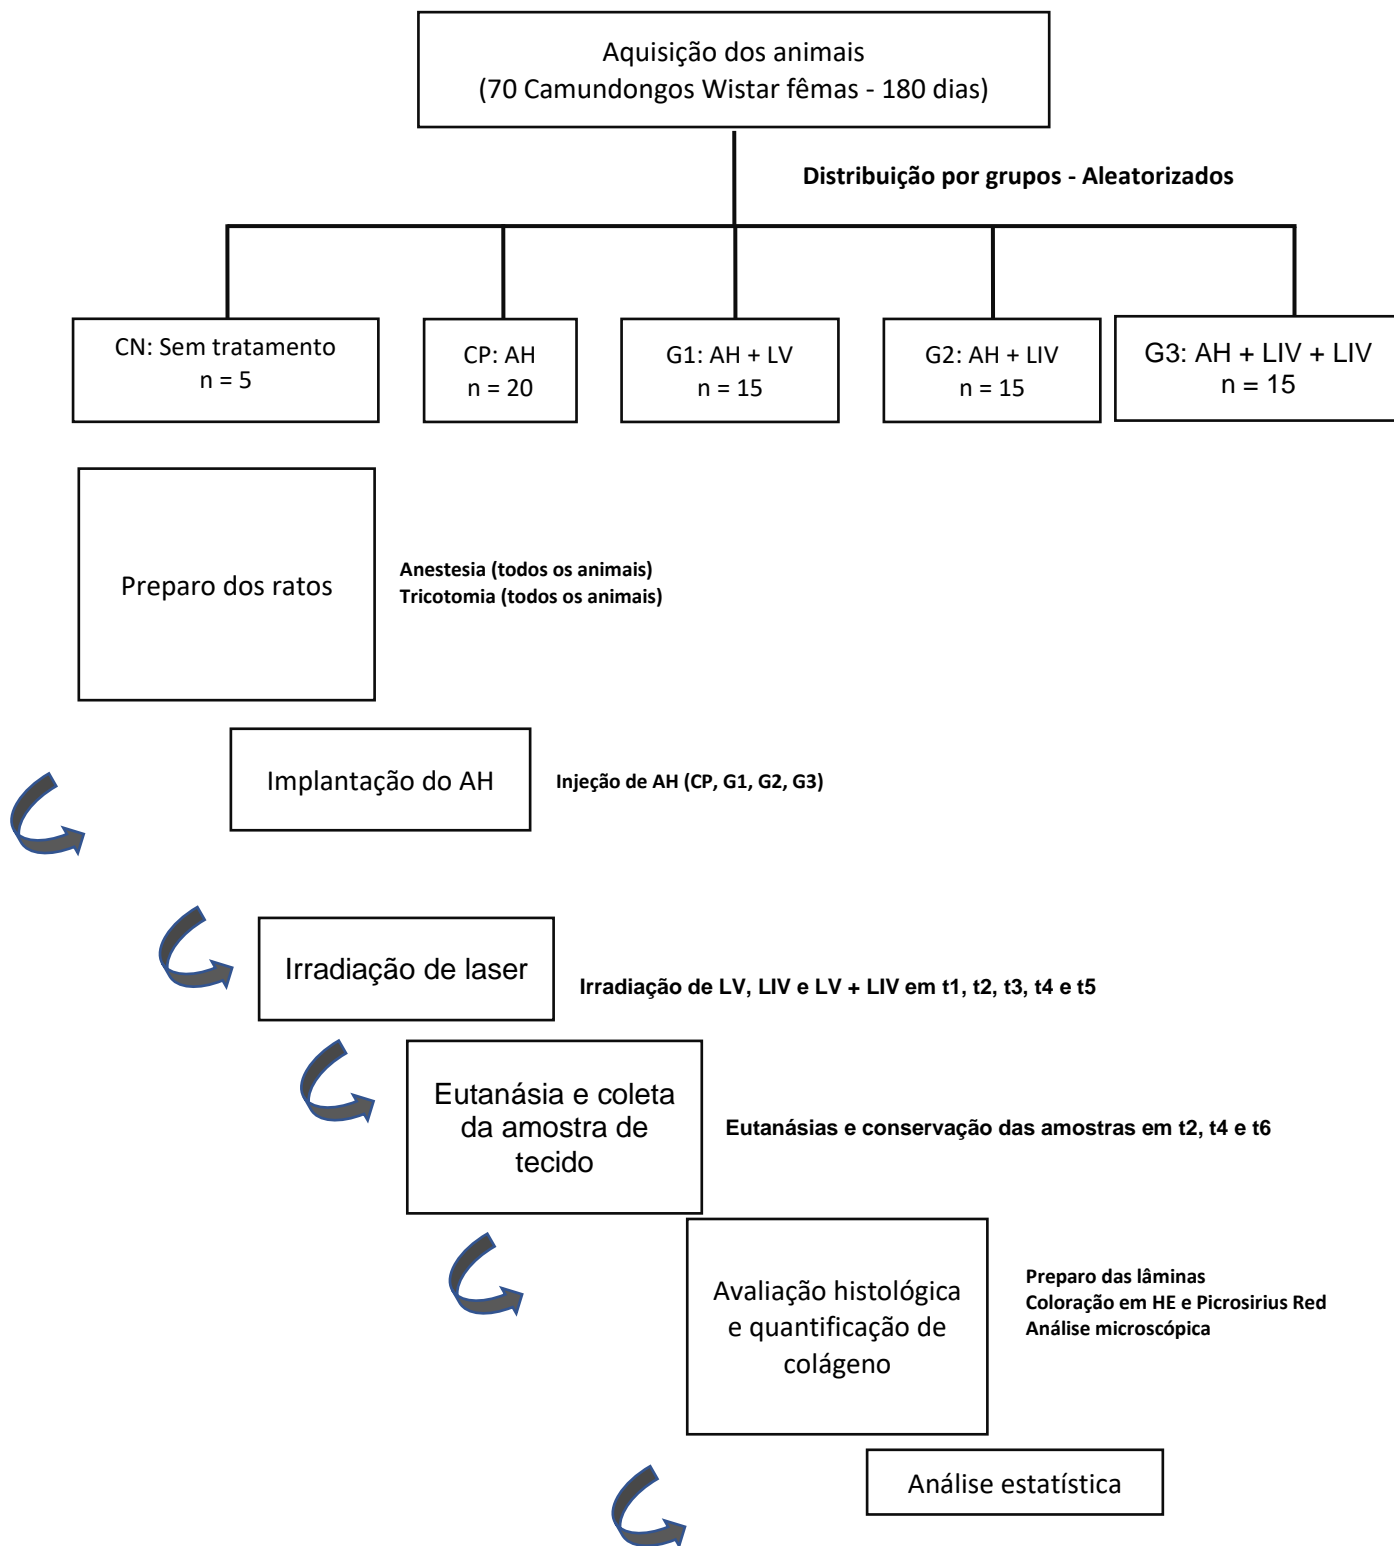 Aquisição dos animais
(70 Camundongos Wistar fêmas - 180 dias)
Distribuição por grupos - Aleatorizados
CN: Sem tratamento
n = 5
CP: AH
n = 20
G1: AH + LV
n = 15
G2: AH + LIV
n = 15
G3: AH + LIV + LIV
n = 15
Preparo dos ratos
Anestesia (todos os animais)
Tricotomia (todos os animais)
Implantação do AH
Injeção de AH (CP, G1, G2, G3)
Irradiação de laser
Irradiação de LV, LIV e LV + LIV em t1, t2, t3, t4 e t5
Eutanásia e coleta
da amostra de
tecido
Eutanásias e conservação das amostras em t2, t4 e t6
Avaliação histológica
e quantificação de
colágeno
Preparo das lâminas
Coloração em HE e Picrosirius Red
Análise microscópica
Análise estatística